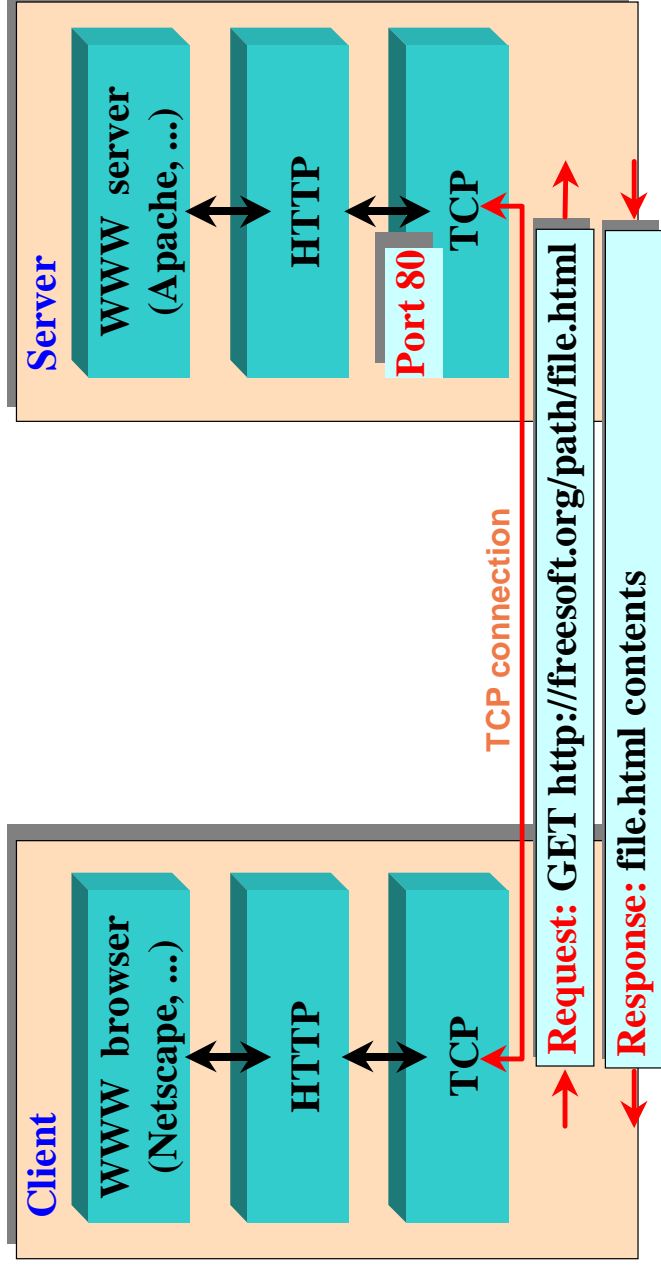 Client
WWW browser
(Netscape, ...)
HTTP
TCP
Server
WWW server
(Apache, ...)
HTTP
Port 80
TCP
TCP connection
Request: GET http://freesoft.org/path/file.html
Response: file.html contents